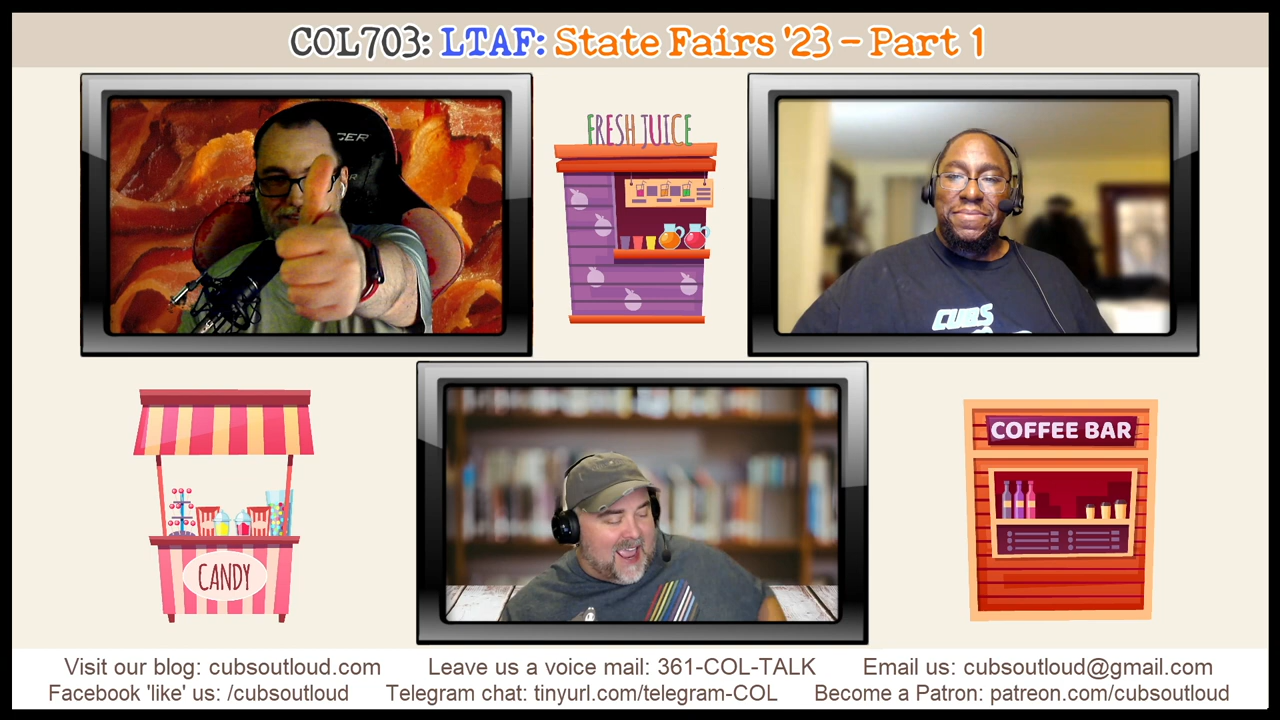 COL703: LTAF: State Fairs '23 – Part 1
FRESH JUICE
CER
CUBS
CANDY
COFFEE BAR
Visit our blog: cubsoutloud.com Leave us a voice mail: 361-COL-TALK Email us: cubsoutloud@gmail.com
Facebook 'like' us: /cubsoutloud Telegram chat: tinyurl.com/telegram-COL Become a Patron: patreon.com/cubsoutloud